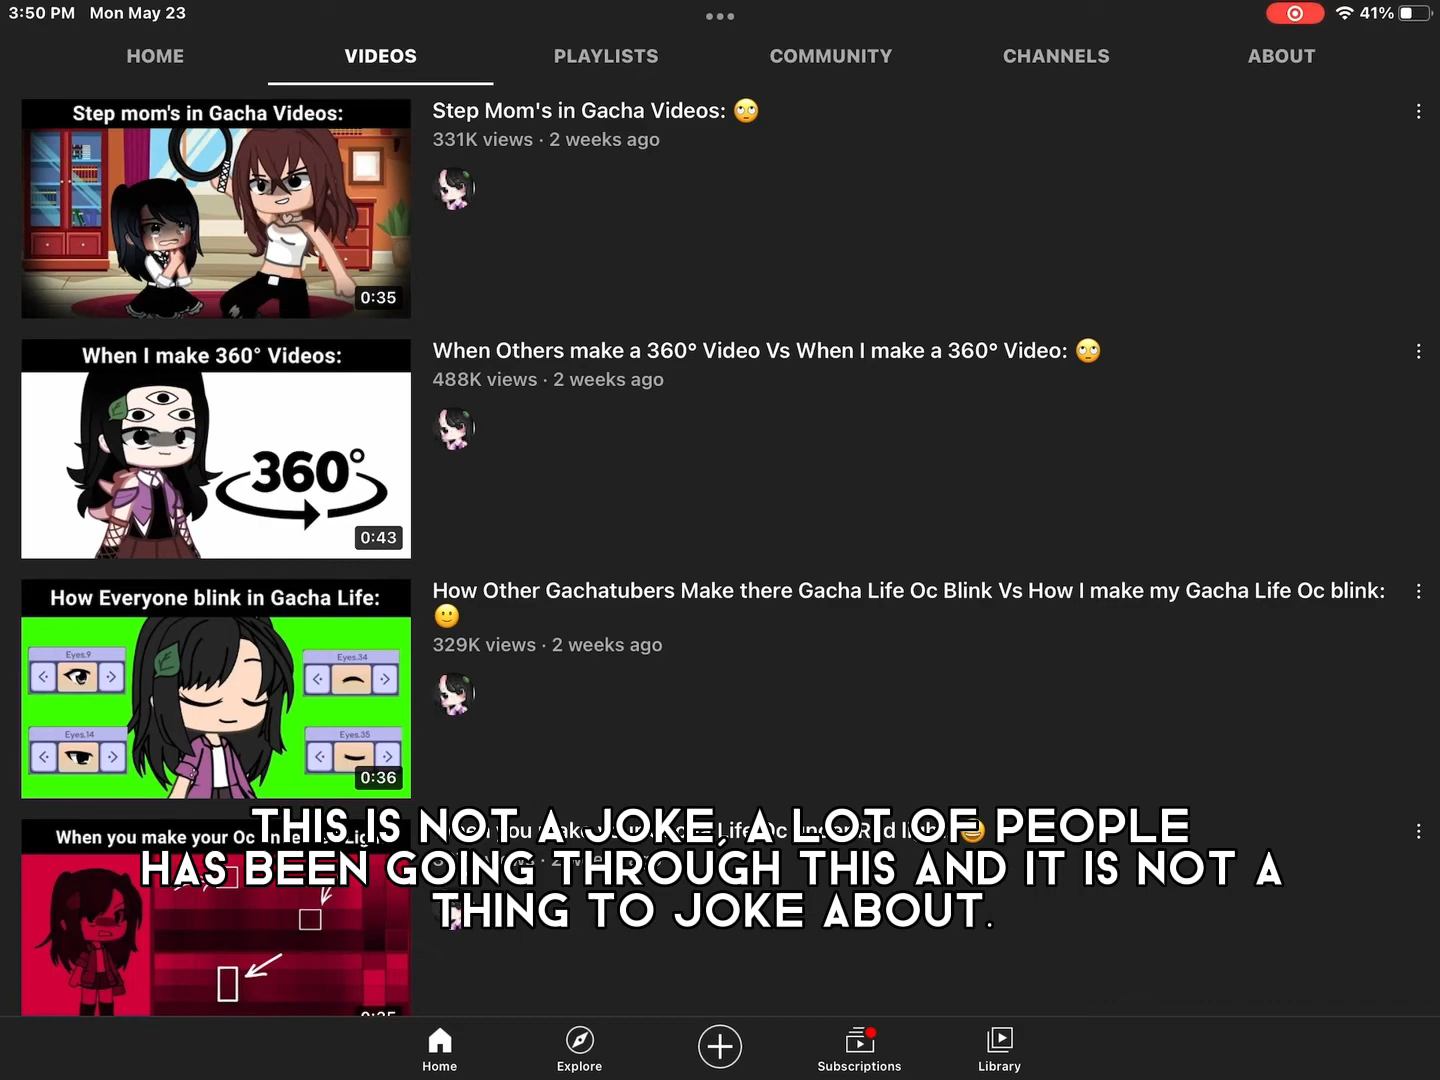 3:50 PM Mon May 23
41%
HOME VIDEOS PLAYLISTS COMMUNITY CHANNELS ABOUT
Step mom's in Gacha Videos:
0:35
Step Mom's in Gacha Videos: 🙄
331K views · 2 weeks ago
When I make 360° Videos:
360°
0:43
When Others make a 360° Video Vs When I make a 360° Video: 🙄
488K views · 2 weeks ago
How Everyone blink in Gacha Life:
Eyes.9
Eyes.34
Eyes.14
Eyes.35
0:36
How Other Gachatubers Make there Gacha Life Oc Blink Vs How I make my Gacha Life Oc blink:
🙂
329K views · 2 weeks ago
When you make your Oc
THIS IS NOT A JOKE, A LOT OF PEOPLE
HAS BEEN GOING THROUGH THIS AND IT IS NOT A
THING TO JOKE ABOUT.
Home Explore Subscriptions Library